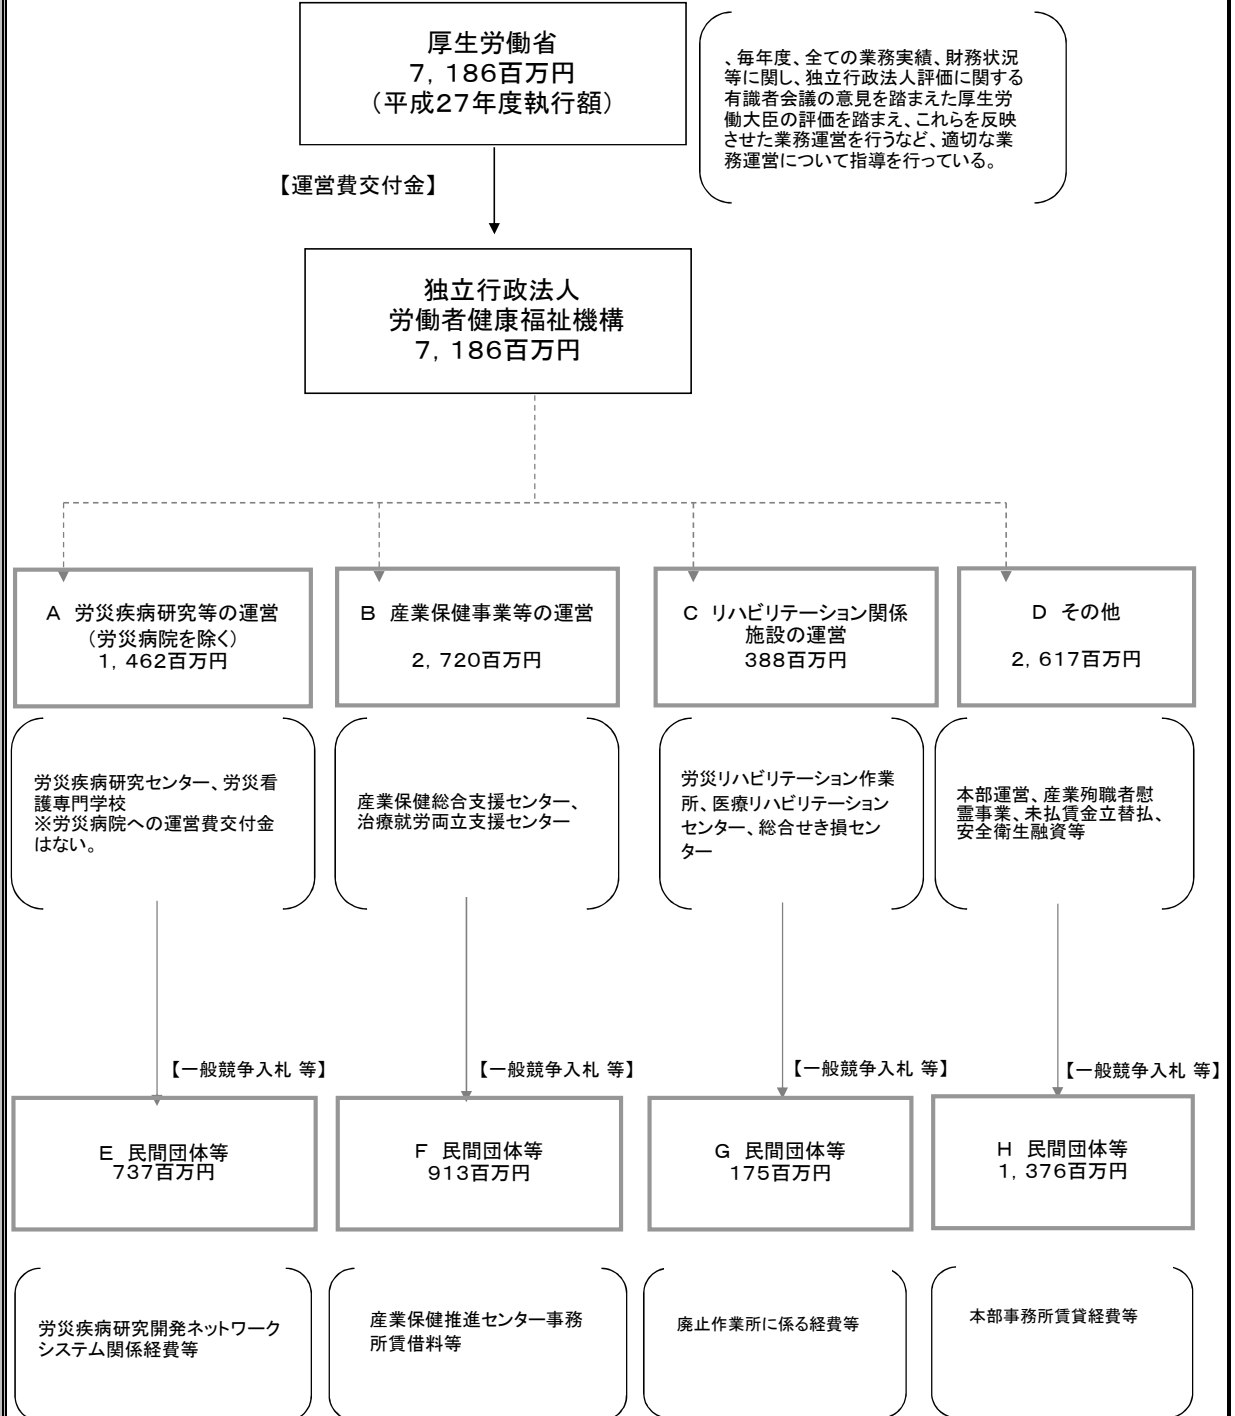 厚生労働省
7，186百万円
（平成27年度執行額）
、毎年度、全ての業務実績、財務状況
等に関し、独立行政法人評価に関する
有識者会議の意見を踏まえた厚生労
働大臣の評価を踏まえ、これらを反映
させた業務運営を行うなど、適切な業
務運営について指導を行っている。
【運営費交付金】
独立行政法人
労働者健康福祉機構
7，186百万円
A 労災疾病研究等の運営
（労災病院を除く）
1，462百万円
B 産業保健事業等の運営
2，720百万円
C リハビリテーション関係
施設の運営
388百万円
D その他
2，617百万円
労災疾病研究センター、労災看
護専門学校
※労災病院への運営費交付金
はない。
産業保健総合支援センター、
治療就労両立支援センター
労災リハビリテーション作業
所、医療リハビリテーション
センター、総合せき損セン
ター
本部運営、産業殉職者慰
霊事業、未払賃金立替払、
安全衛生融資等
【一般競争入札 等】
【一般競争入札 等】
【一般競争入札 等】
【一般競争入札 等】
E 民間団体等
737百万円
F 民間団体等
913百万円
G 民間団体等
175百万円
H 民間団体等
1，376百万円
労災疾病研究開発ネットワーク
システム関係経費等
産業保健推進センター事務
所賃借料等
廃止作業所に係る経費等
本部事務所賃貸経費等